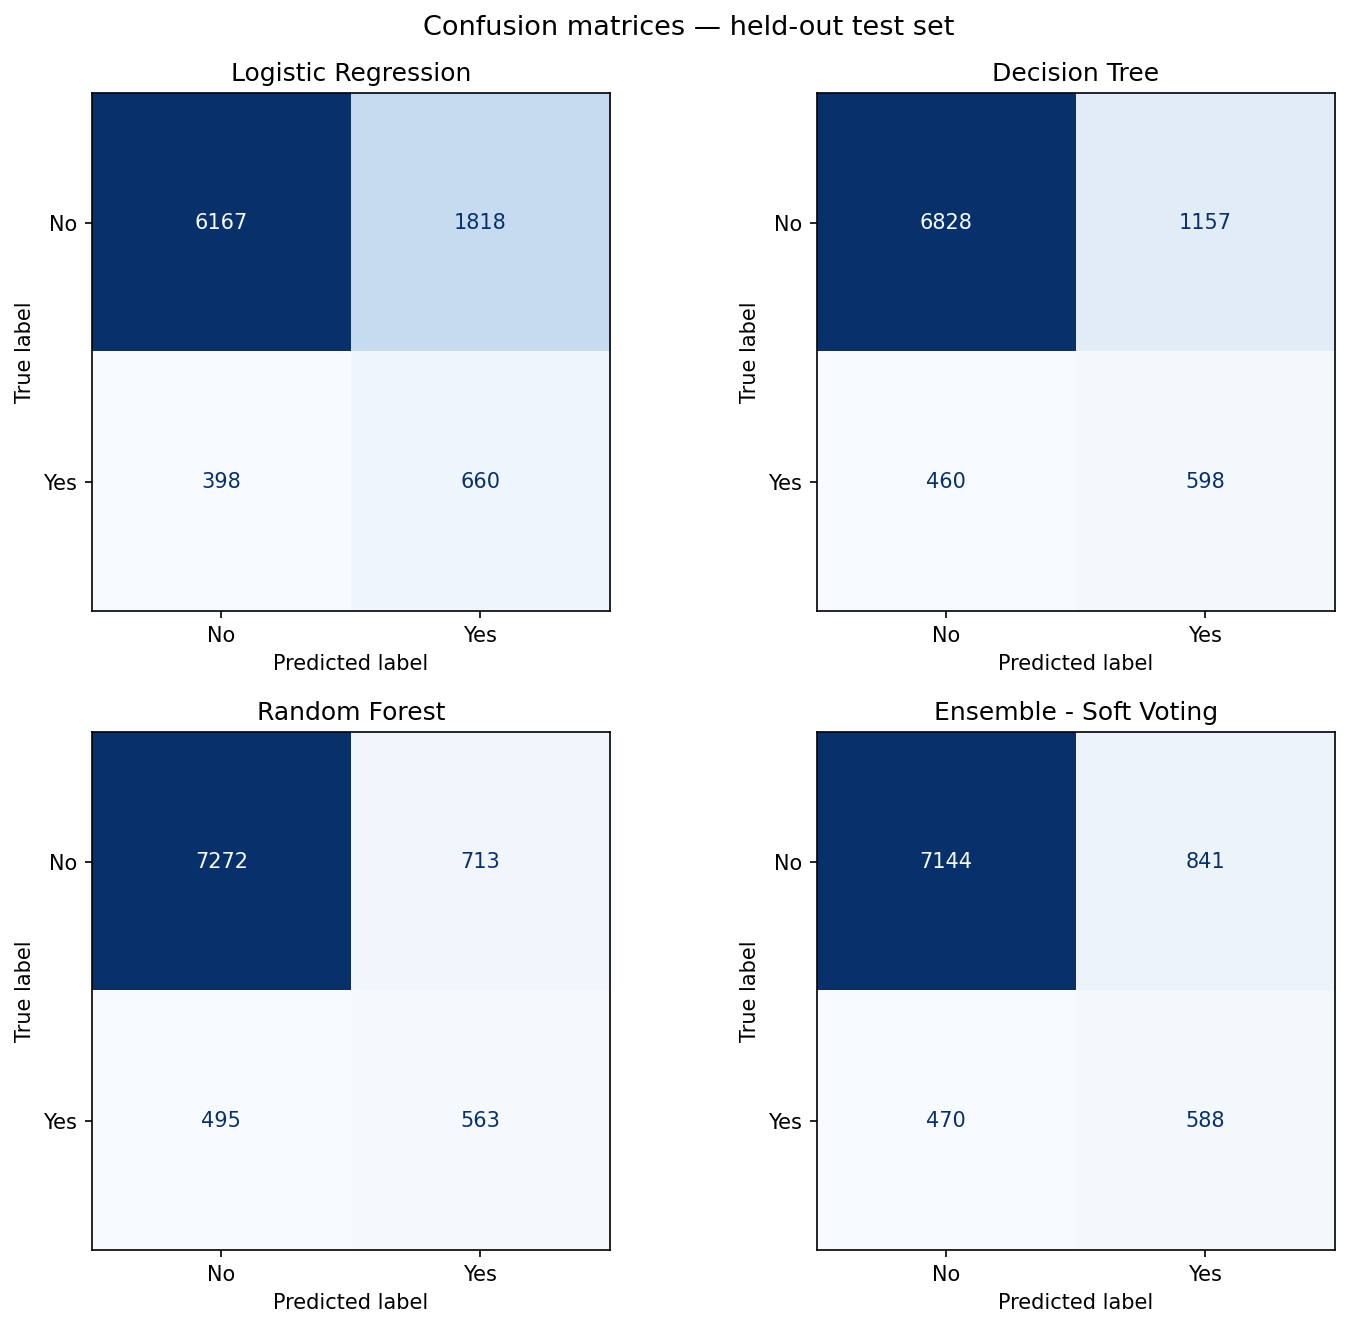 Confusion matrices — held-out test set
Logistic Regression
True label
No
6167 1818
Yes
398 660
No Yes
Predicted label
Decision Tree
True label
No
6828 1157
Yes
460 598
No Yes
Predicted label
Random Forest
True label
No
7272 713
Yes
495 563
No Yes
Predicted label
Ensemble - Soft Voting
True label
No
7144 841
Yes
470 588
No Yes
Predicted label